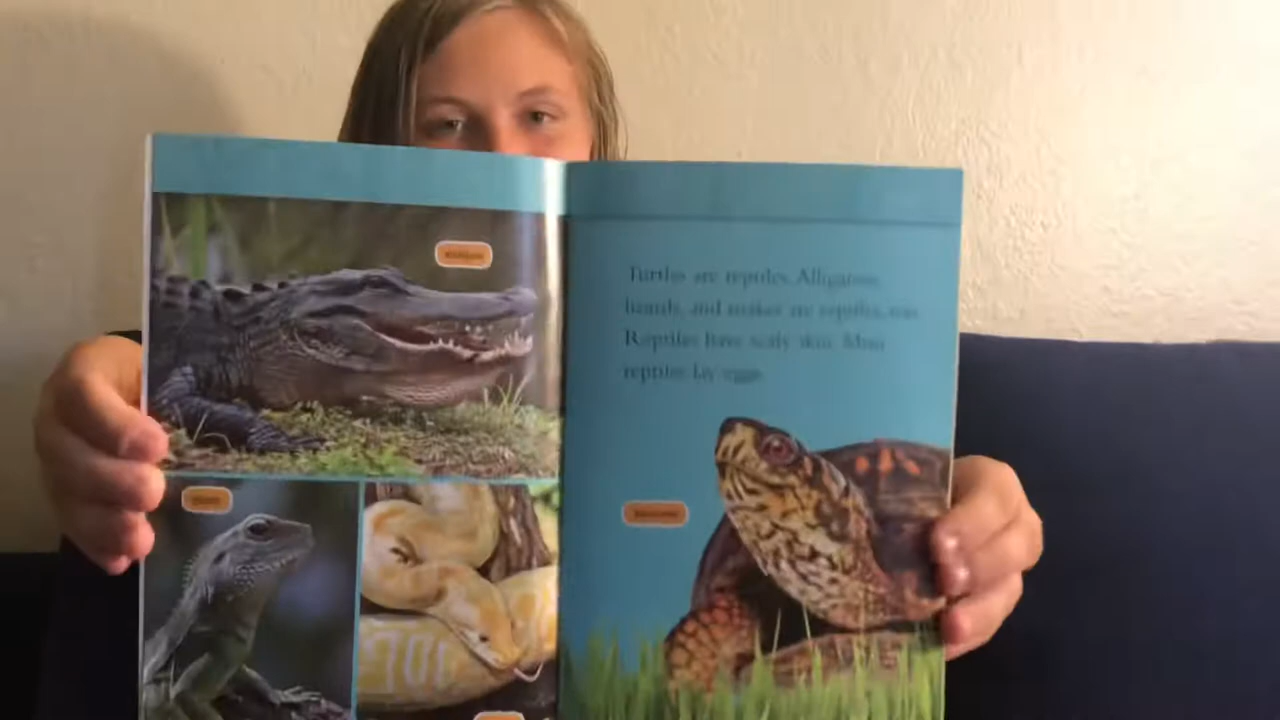 Turtles are reptiles. Alligators,
lizards, and snakes are reptiles, too.
Reptiles have scaly skin. Most
reptiles lay eggs.